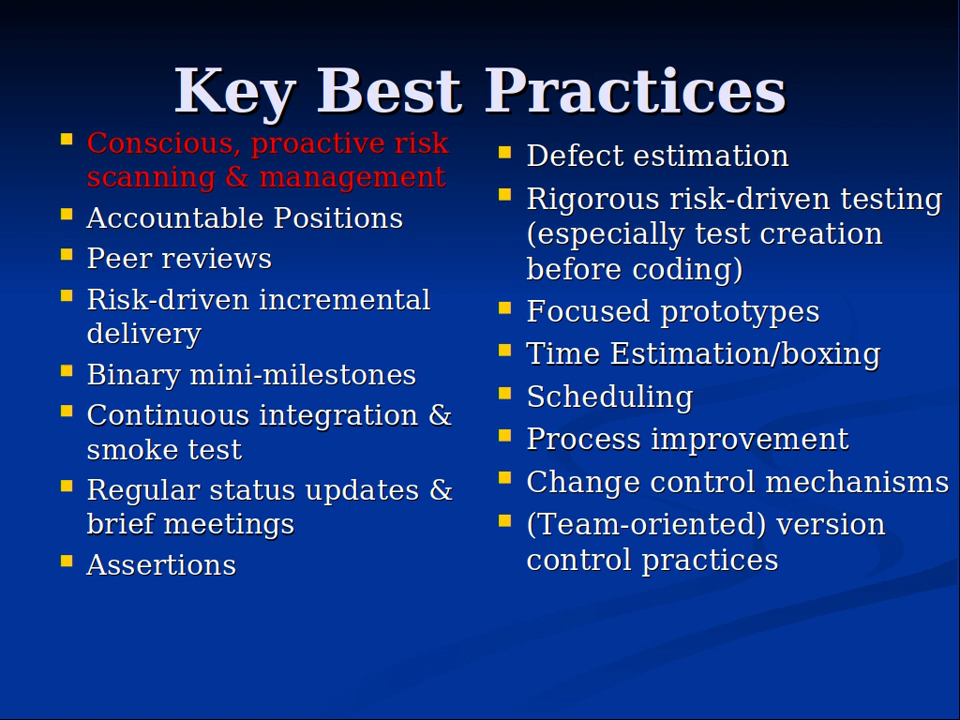 Key Best Practices
Conscious, proactive risk
scanning & management
Accountable Positions
Peer reviews
Risk-driven incremental
delivery
Binary mini-milestones
Continuous integration &
smoke test
Regular status updates &
brief meetings
Assertions
Defect estimation
Rigorous risk-driven testing
(especially test creation
before coding)
Focused prototypes
Time Estimation/boxing
Scheduling
Process improvement
Change control mechanisms
(Team-oriented) version
control practices